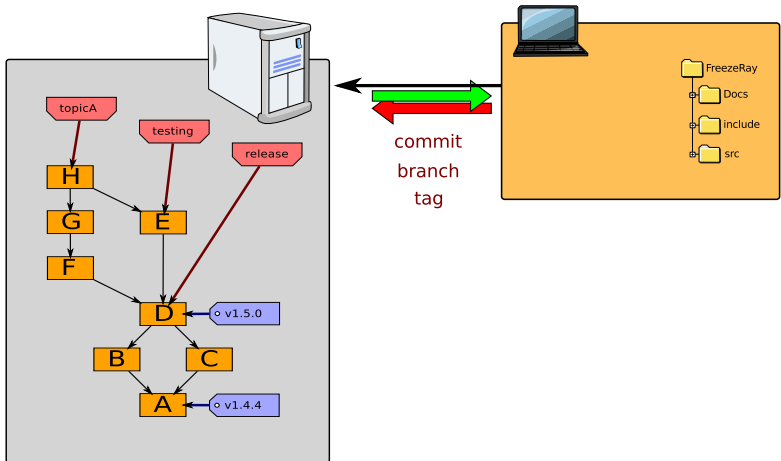 topicA
testing
release
H
G
E
F
D
v1.5.0
B
C
A
v1.4.4
commit
branch
tag
FreezeRay
Docs
include
src